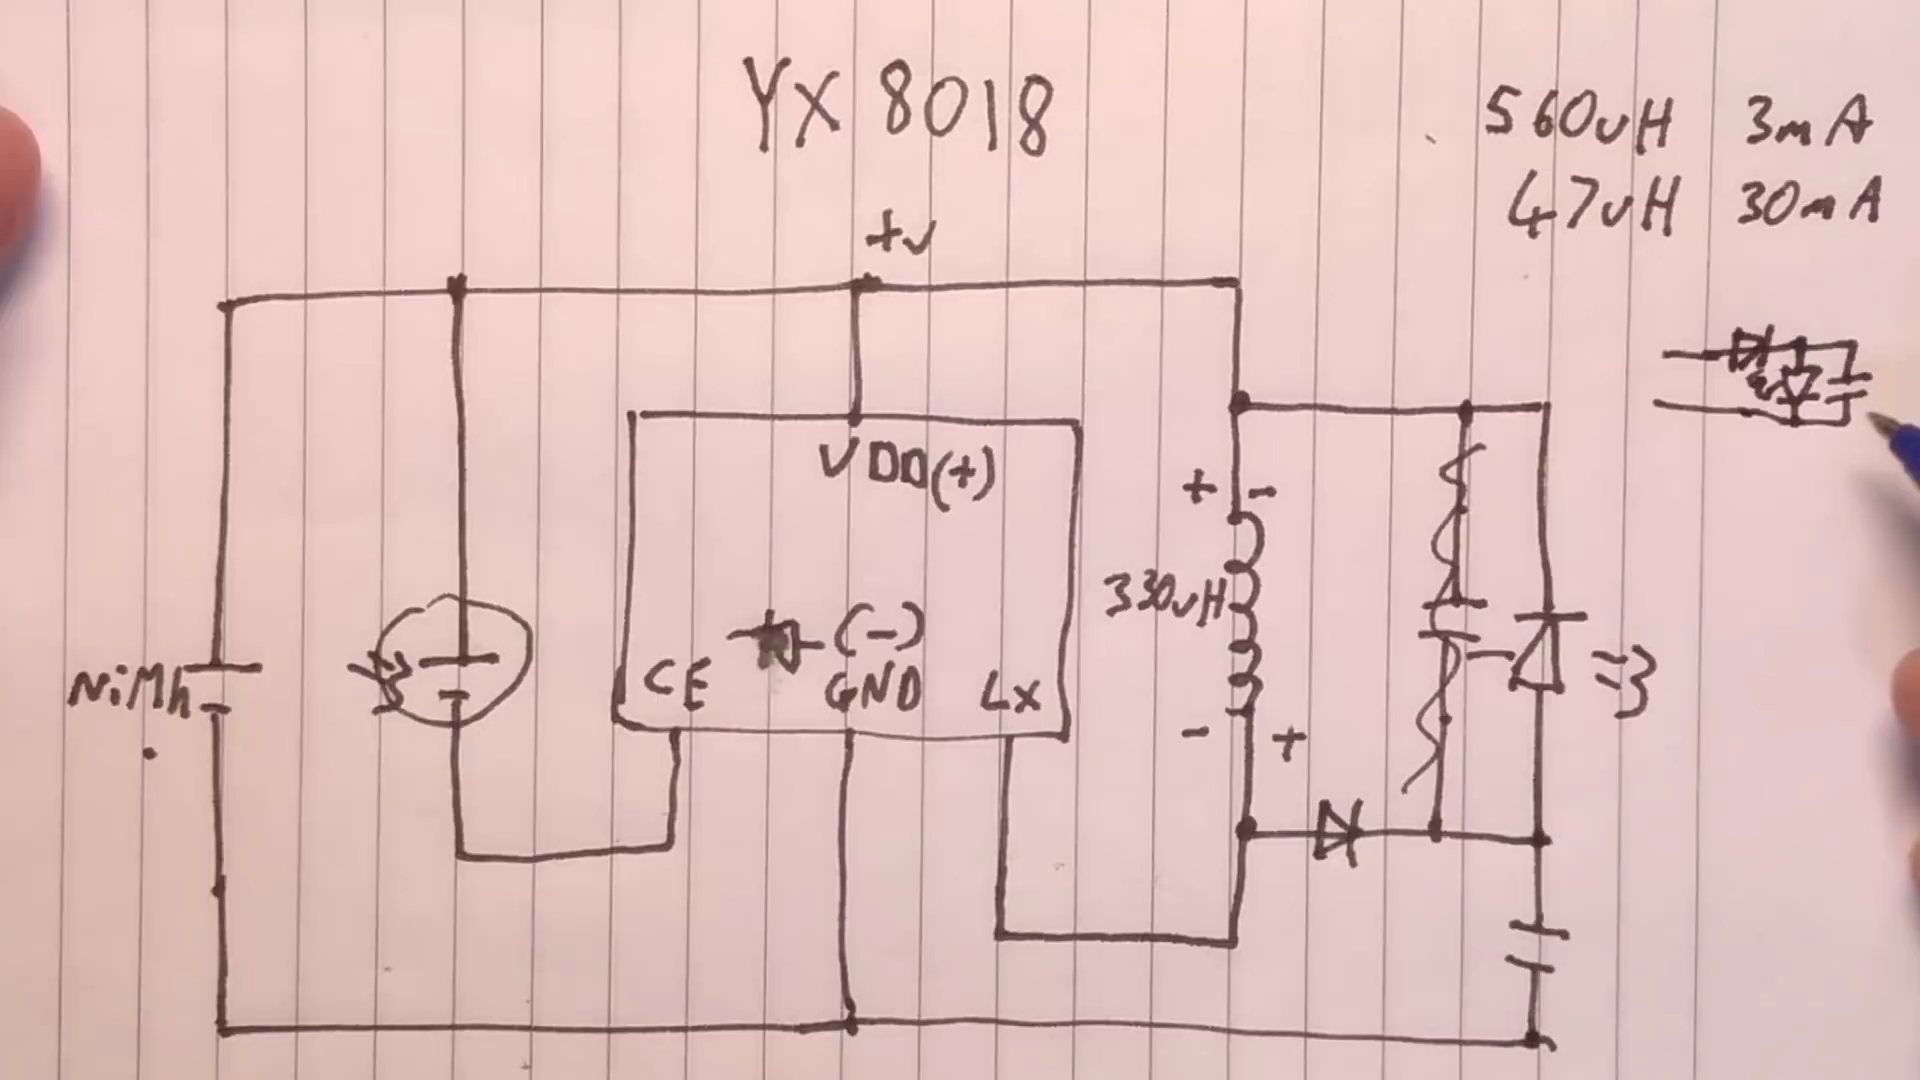 YX 8018
560uH 3mA
47uH 30mA
+v
VDD(+)
+ -
330uH
(-)
NiMh
CE GND LX
- +